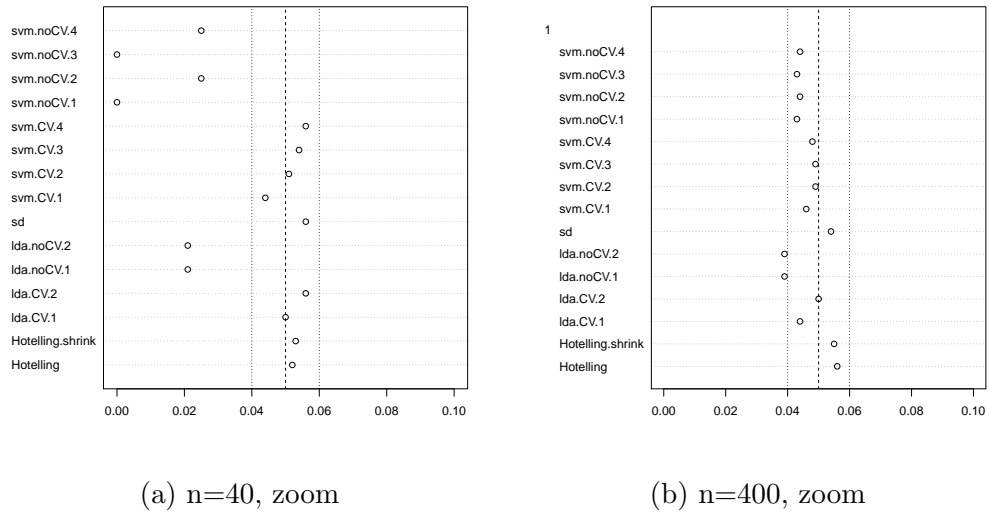 svm.noCV.4
svm.noCV.3
svm.noCV.2
svm.noCV.1
svm.CV.4
svm.CV.3
svm.CV.2
svm.CV.1
sd
lda.noCV.2
lda.noCV.1
lda.CV.2
lda.CV.1
Hotelling.shrink
Hotelling
0.00 0.02 0.04 0.06 0.08 0.10
(a) n=40, zoom
1
svm.noCV.4
svm.noCV.3
svm.noCV.2
svm.noCV.1
svm.CV.4
svm.CV.3
svm.CV.2
svm.CV.1
sd
lda.noCV.2
lda.noCV.1
lda.CV.2
lda.CV.1
Hotelling.shrink
Hotelling
0.00 0.02 0.04 0.06 0.08 0.10
(b) n=400, zoom